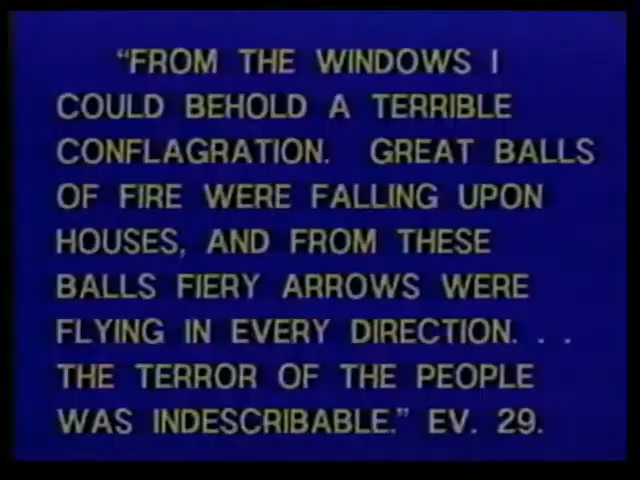 “FROM THE WINDOWS I
COULD BEHOLD A TERRIBLE
CONFLAGRATION. GREAT BALLS
OF FIRE WERE FALLING UPON
HOUSES, AND FROM THESE
BALLS FIERY ARROWS WERE
FLYING IN EVERY DIRECTION. . .
THE TERROR OF THE PEOPLE
WAS INDESCRIBABLE.” EV. 29.